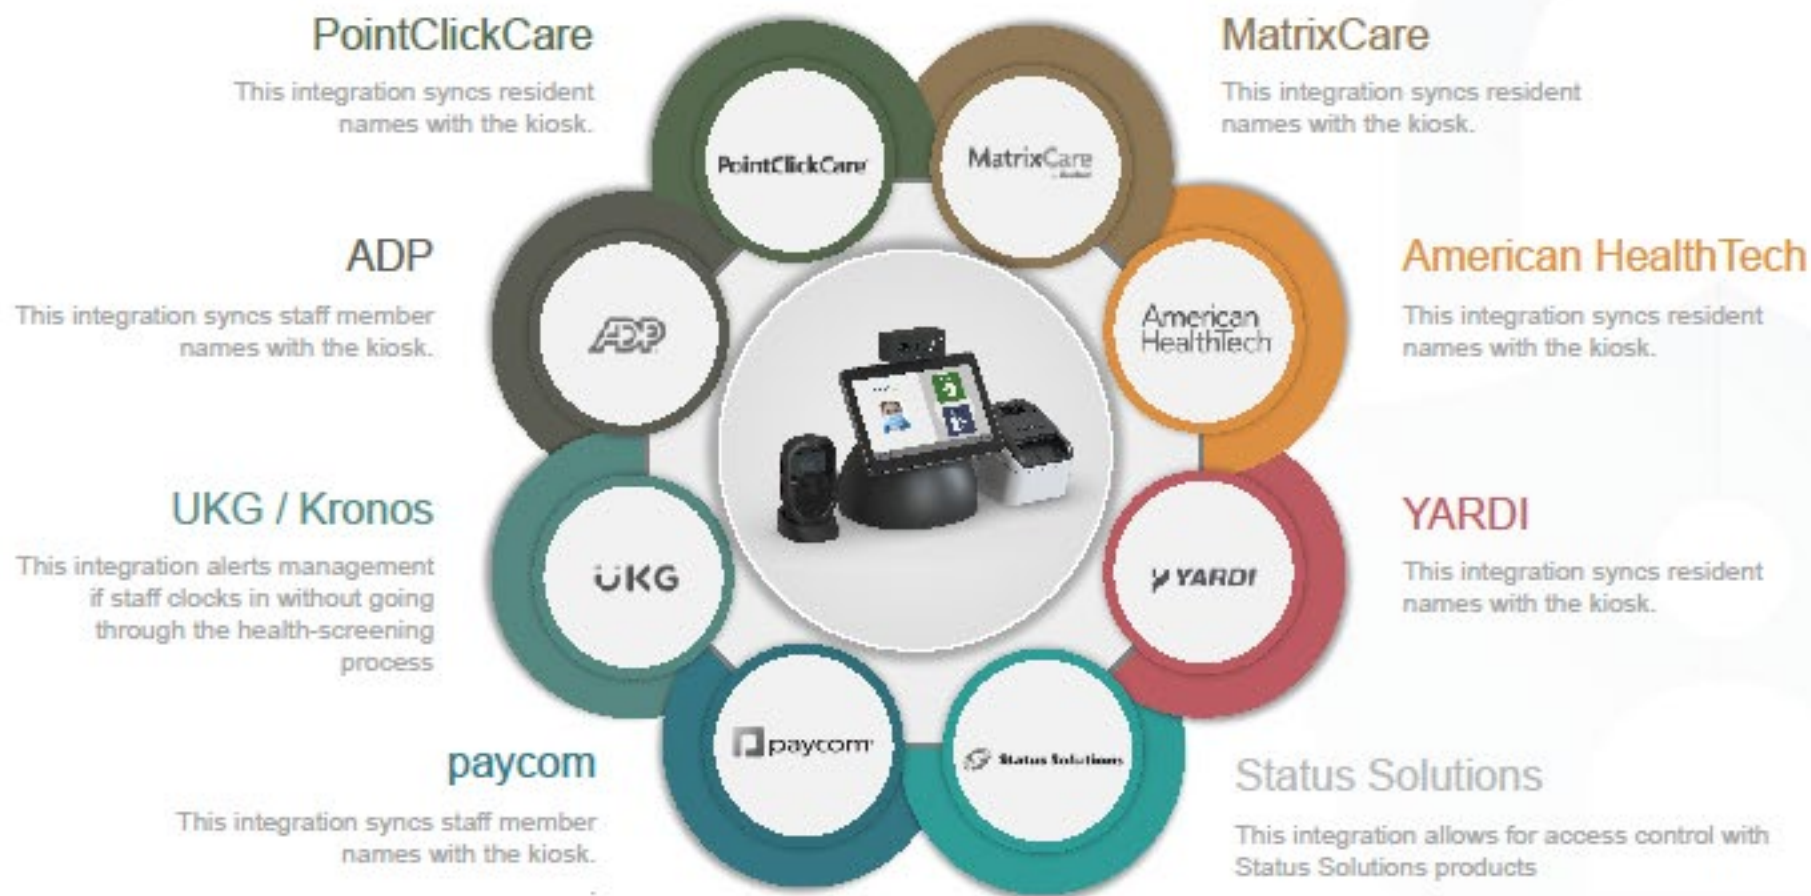 PointClickCare
This integration syncs resident
names with the kiosk.
MatrixCare
This integration syncs resident
names with the kiosk.
PointClickCare
MatrixCare
ADP
This integration syncs staff member
names with the kiosk.
ADP
American HealthTech
This integration syncs resident
names with the kiosk.
American
HealthTech
UKG / Kronos
This integration alerts management
if staff clocks in without going
through the health-screening
process
UKG
YARDI
This integration syncs resident
names with the kiosk.
YARDI
paycom
This integration syncs staff member
names with the kiosk.
paycom
Status Solutions
Status Solutions
This integration allows for access control with
Status Solutions products